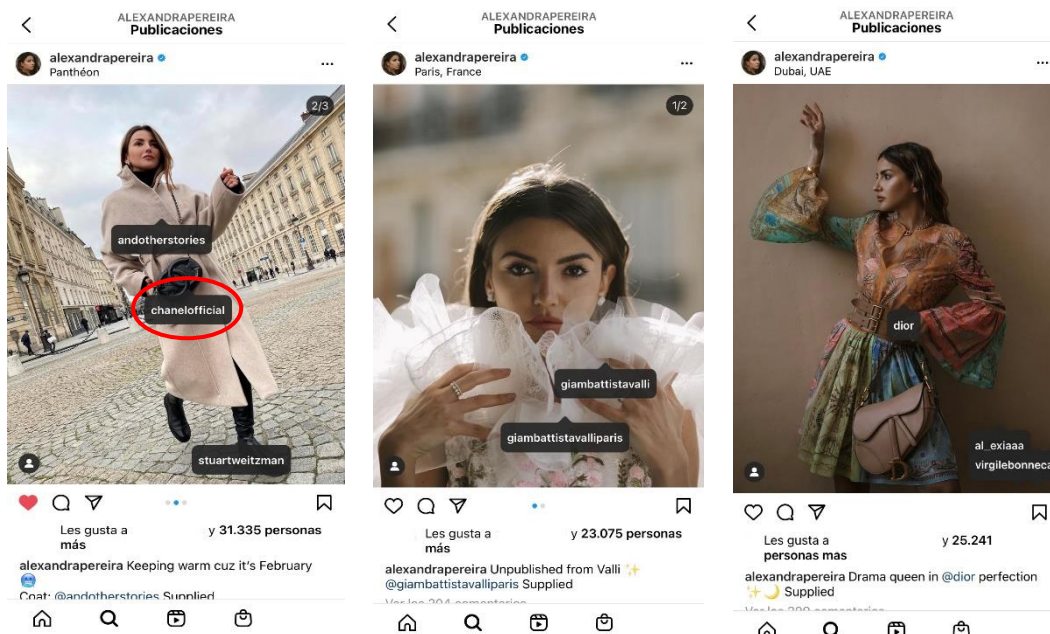 ALEXANDRAPEREIRA
Publicaciones
alexandrapereira
Panthéon
2/3
andotherstories
chanelofficial
stuartweitzman
Les gusta a
más
y 31.335 personas
alexandrapereira Keeping warm cuz it's February
🥶
Coat: @andotherstories Supplied
ALEXANDRAPEREIRA
Publicaciones
alexandrapereira
Paris, France
1/2
giambattistavalli
giambattistavalliparis
Les gusta a
más
y 23.075 personas
alexandrapereira Unpublished from Valli ✨
@giambattistavalliparis Supplied
ALEXANDRAPEREIRA
Publicaciones
alexandrapereira
Dubai, UAE
dior
al_exiaaa
virgilebonneca
Les gusta a
personas mas
y 25.241
alexandrapereira Drama queen in @dior perfection
✨🌙 Supplied